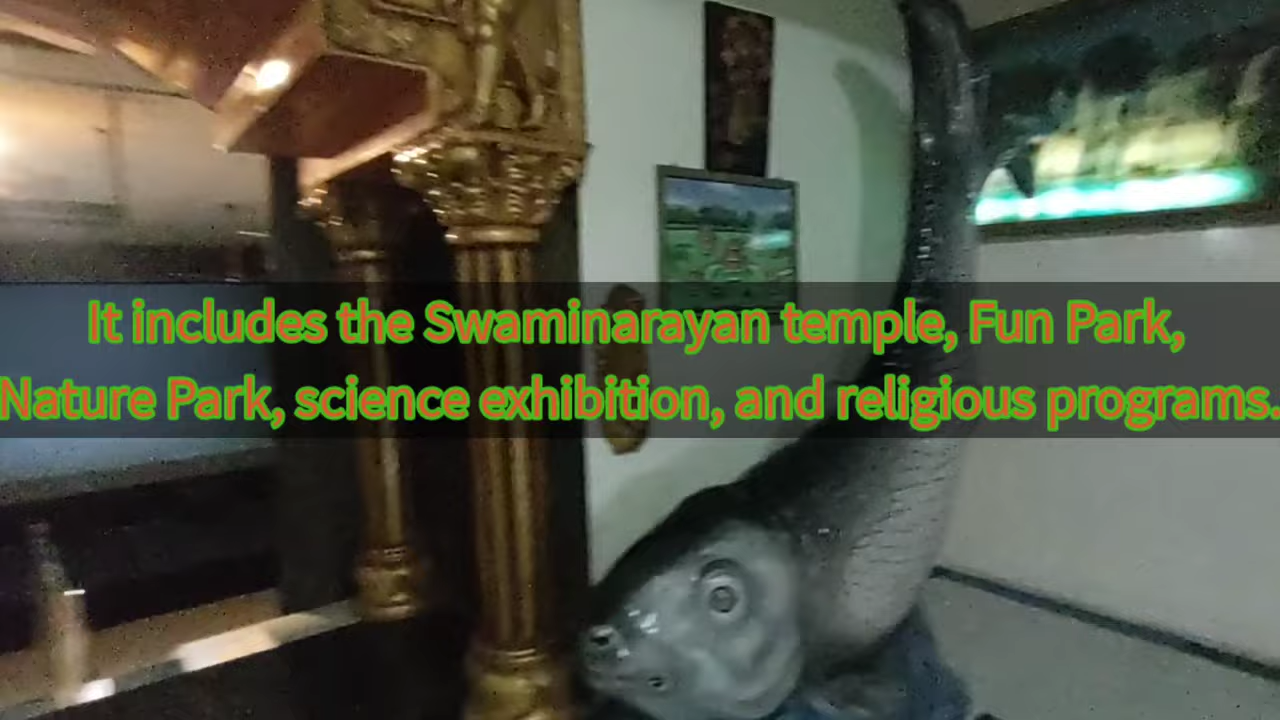 It includes the Swaminarayan temple, Fun Park,
Nature Park, science exhibition, and religious programs.